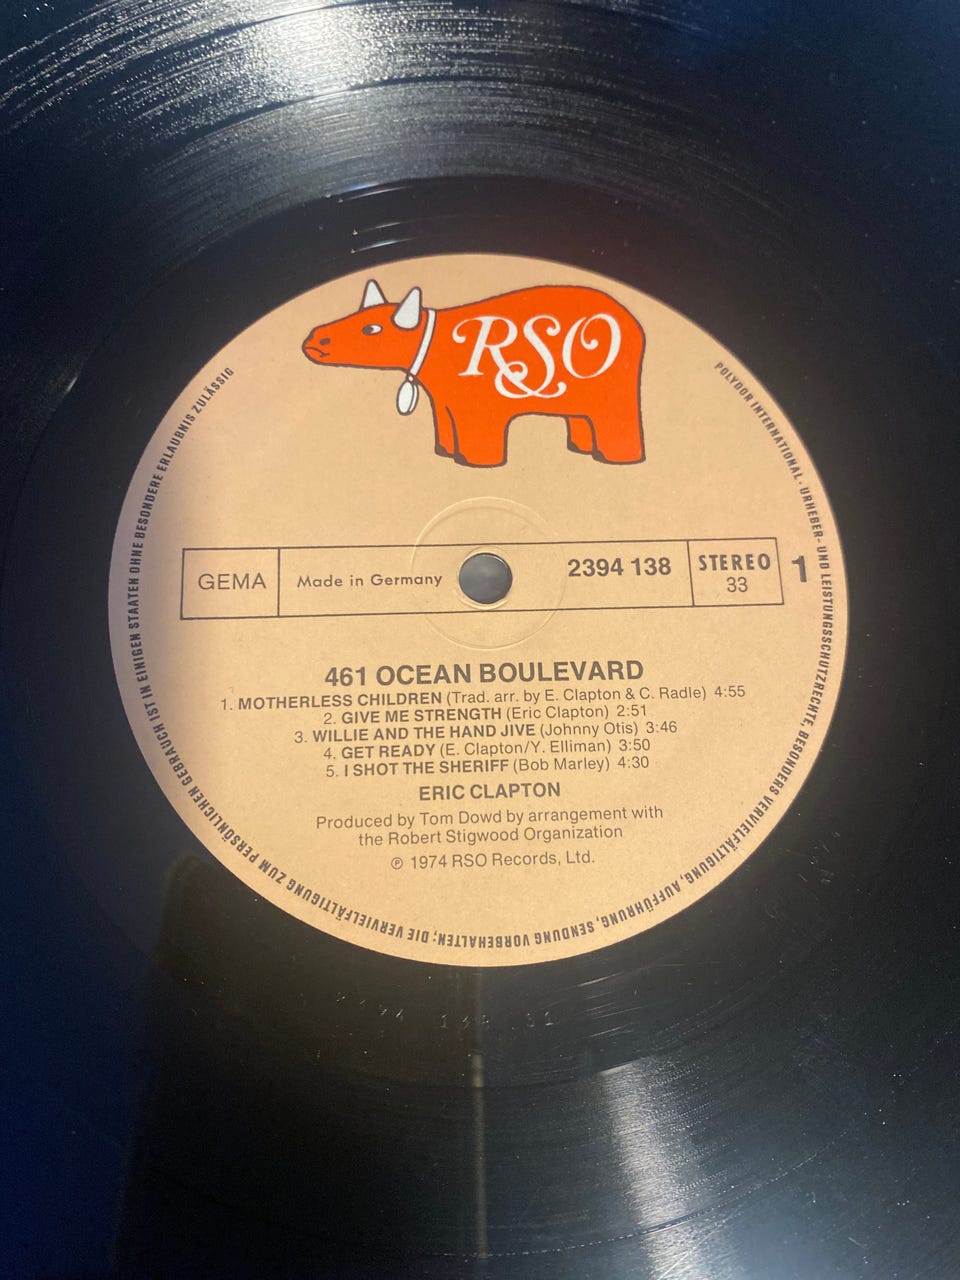 RSO
GEMA
Made in Germany
2394 138
STEREO
33
1
461 OCEAN BOULEVARD
1. MOTHERLESS CHILDREN (Trad. arr. by E. Clapton & C. Radle) 4:55
2. GIVE ME STRENGTH (Eric Clapton) 2:51
3. WILLIE AND THE HAND JIVE (Johnny Otis) 3:46
4. GET READY (E. Clapton/Y. Elliman) 3:50
5. I SHOT THE SHERIFF (Bob Marley) 4:30
ERIC CLAPTON
Produced by Tom Dowd by arrangement with
the Robert Stigwood Organization
℗ 1974 RSO Records, Ltd.
POLYDOR INTERNATIONAL · URHEBER- UND LEISTUNGSSCHUTZRECHTE, BESONDERS VERVIELFÄLTIGUNG, AUFFÜHRUNG, SENDUNG VORBEHALTEN; DIE VERVIELFÄLTIGUNG ZUM PERSÖNLICHEN GEBRAUCH IST IN EINIGEN STAATEN OHNE BESONDERE ERLAUBNIS ZULÄSSIG